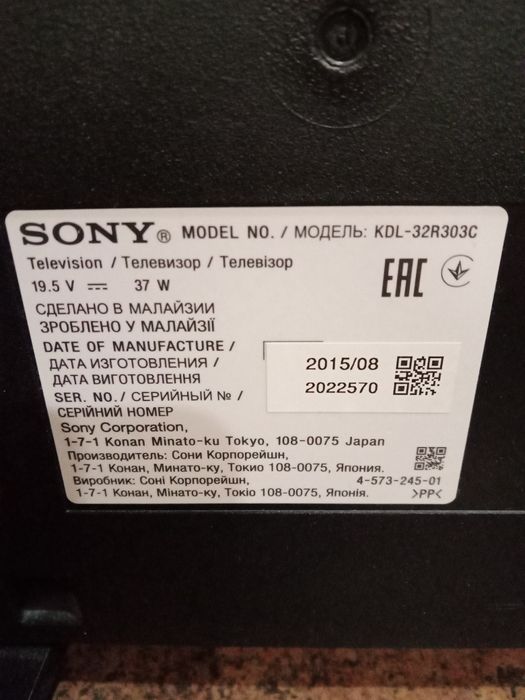 SONY® MODEL NO. / МОДЕЛЬ: KDL-32R303C
Television / Телевизор / Телевізор
19.5 V ⎓ 37 W
EAC
СДЕЛАНО В МАЛАЙЗИИ
ЗРОБЛЕНО У МАЛАЙЗІЇ
DATE OF MANUFACTURE /
ДАТА ИЗГОТОВЛЕНИЯ /
ДАТА ВИГОТОВЛЕННЯ
2015/08
SER. NO. / СЕРИЙНЫЙ № /
СЕРІЙНИЙ НОМЕР
2022570
Sony Corporation,
1-7-1 Konan Minato-ku Tokyo, 108-0075 Japan
Производитель: Сони Корпорейшн,
1-7-1 Конан, Минато-ку, Токио 108-0075, Япония.
Виробник: Соні Корпорейшн,
1-7-1 Конан, Мінато-ку, Токіо 108-0075, Японія.
4-573-245-01
>PP<